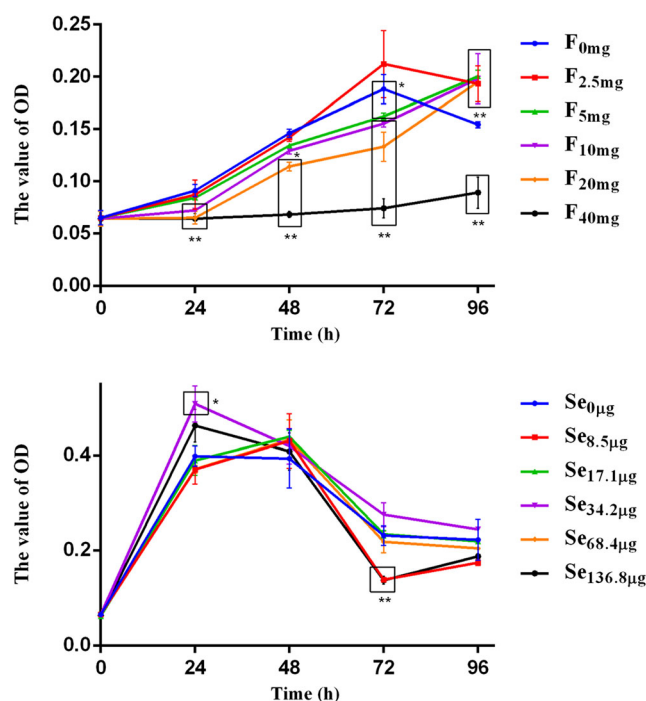 The value of OD
0.25
0.20
0.15
0.10
0.05
0.00
*
**
*
**
**
**
**
0 24 48 72 96
Time (h)
F0mg
F2.5mg
F5mg
F10mg
F20mg
F40mg
The value of OD
0.4
0.2
0.0
*
**
0 24 48 72 96
Time (h)
Se0μg
Se8.5μg
Se17.1μg
Se34.2μg
Se68.4μg
Se136.8μg